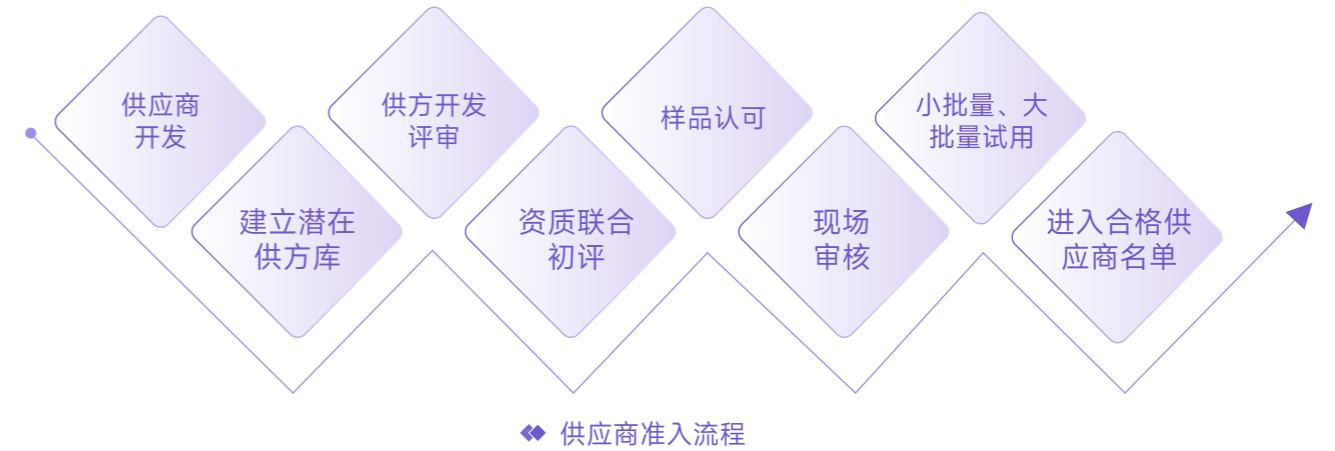 供应商
开发
建立潜在
供方库
供方开发
评审
资质联合
初评
样品认可
现场
审核
小批量、大
批量试用
进入合格供
应商名单
供应商准入流程